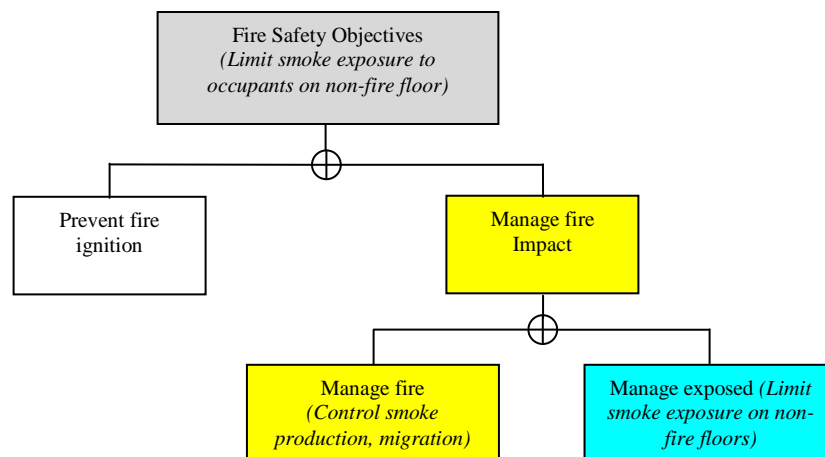 Fire Safety Objectives
(Limit smoke exposure to
occupants on non-fire floor)
Prevent fire
ignition
Manage fire
Impact
Manage fire
(Control smoke
production, migration)
Manage exposed (Limit
smoke exposure on non-
fire floors)